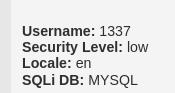 Username: 1337
Security Level: low
Locale: en
SQLi DB: MYSQL